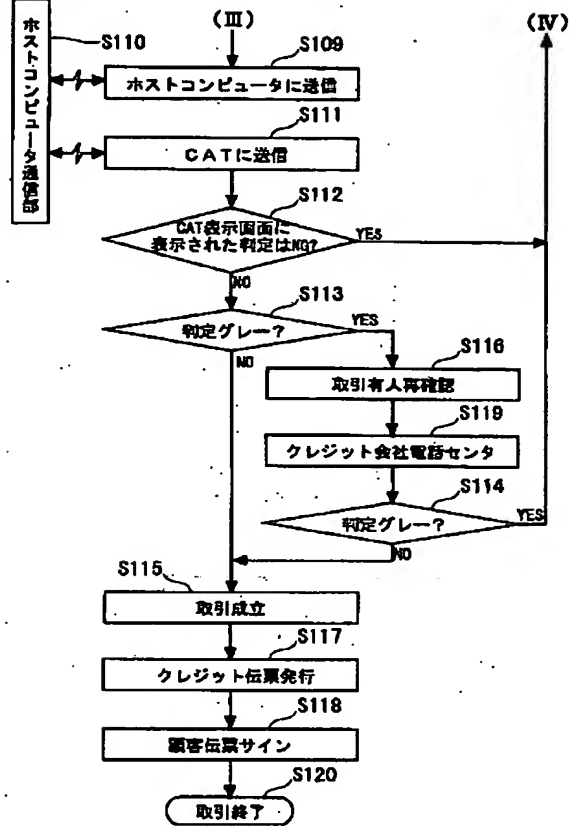 (Ⅲ)
(Ⅳ)
ホストコンピュータ通信部
S110
S109
ホストコンピュータに送信
S111
CATに送信
S112
CAT表示画面に
表示された判定はNG?
YES
NO
S113
判定グレー?
YES
NO
S116
取引有人再確認
S119
クレジット会社電話センタ
S114
判定グレー?
YES
NO
S115
取引成立
S117
クレジット伝票発行
S118
顧客伝票サイン
S120
取引終了